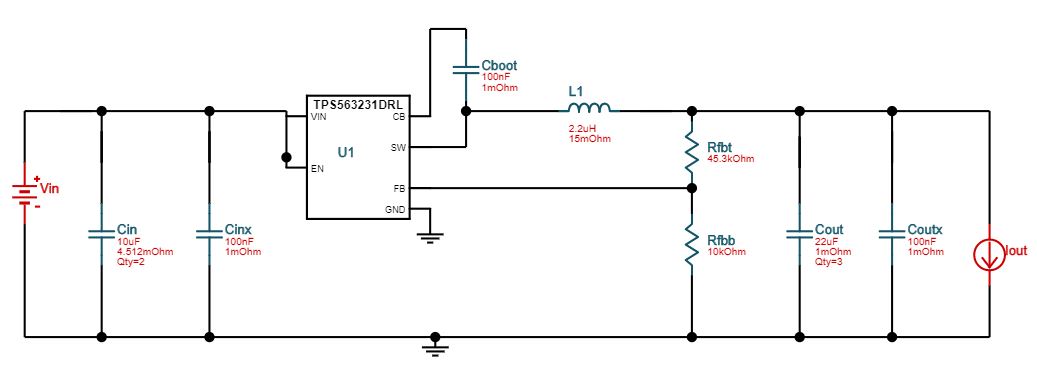 Cboot
100nF
1mOhm
L1
2.2uH
15mOhm
TPS563231DRL
VIN
CB
U1
SW
EN
FB
GND
+
Vin
-
Rfbt
45.3kOhm
Cin
10uF
4.512mOhm
Qty=2
Cinx
100nF
1mOhm
Rfbb
10kOhm
Cout
22uF
1mOhm
Qty=3
Coutx
100nF
1mOhm
Iout